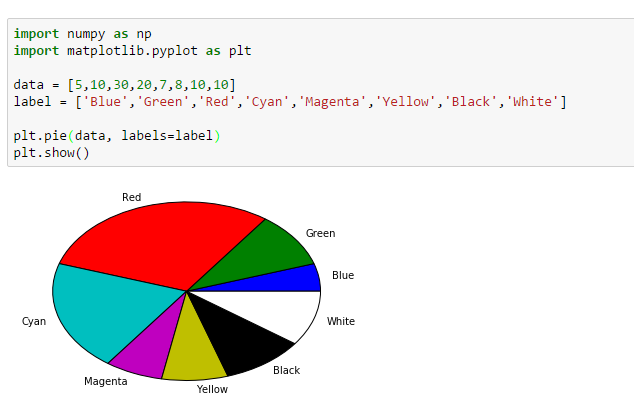 import numpy as np
import matplotlib.pyplot as plt
data = [5,10,30,20,7,8,10,10]
label = ['Blue','Green','Red','Cyan','Magenta','Yellow','Black','White']
plt.pie(data, labels=label)
plt.show()
Red
Green
Blue
Cyan
White
Black
Magenta
Yellow